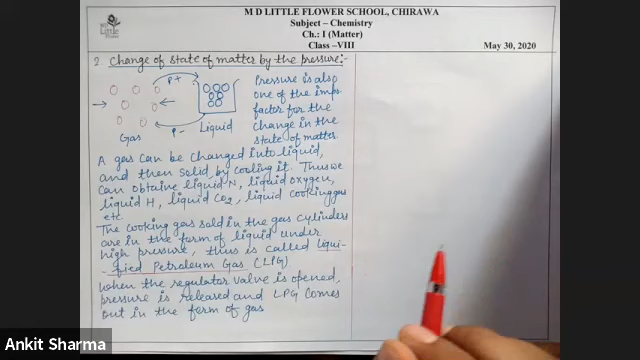 M D LITTLE FLOWER SCHOOL, CHIRAWA
Subject – Chemistry
Ch.: I (Matter)
Class –VIII
May 30, 2020
2 Change of state of matter by the pressure:-
P+
P-
Gas
Liquid
Pressure is also
one of the imp.
factor for the
change in the
state of matter
A gas can be changed into liquid,
and then solid by cooling it. Thus we
can obtaine liquid N, liquid oxygen,
liquid H, liquid CO2, liquid cooking gas
etc.
The cooking gas sold in the gas cylinders
are in the form of liquid under
high pressure, thus is called liqui-
fied Petroleum Gas (LPG)
when the regulator valve is opened,
pressure is released and LPG comes
out in the form of gas
Ankit Sharma